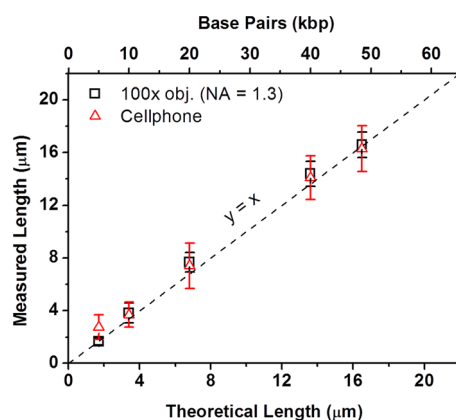 Base Pairs (kbp)
0 10 20 30 40 50 60
100x obj. (NA = 1.3)
Cellphone
y = x
Measured Length (μm)
20
16
12
8
4
0
0 4 8 12 16 20
Theoretical Length (μm)